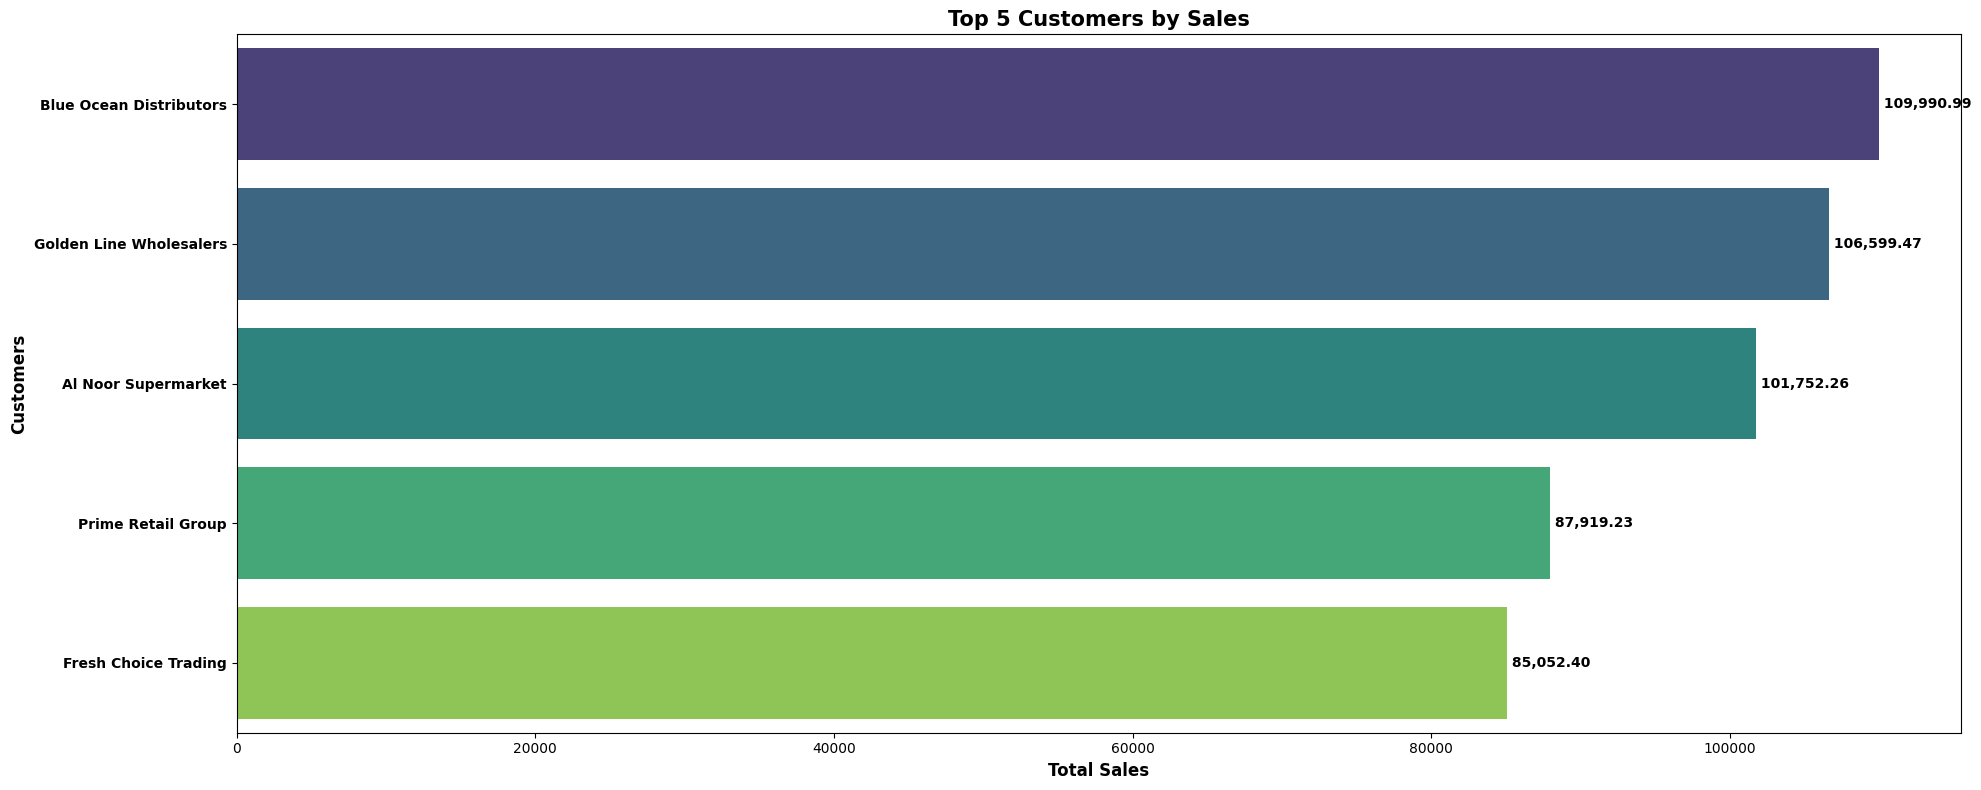 Top 5 Customers by Sales
Customers
Blue Ocean Distributors
109,990.99
Golden Line Wholesalers
106,599.47
Al Noor Supermarket
101,752.26
Prime Retail Group
87,919.23
Fresh Choice Trading
85,052.40
0 20000 40000 60000 80000 100000
Total Sales